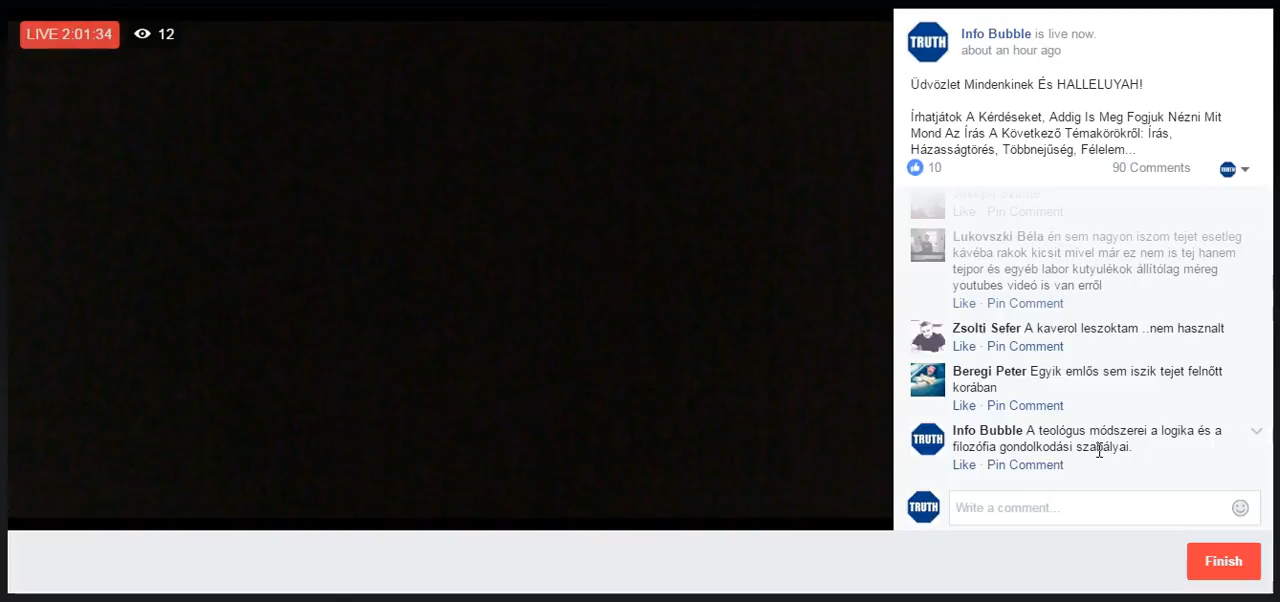 LIVE 2:01:34
12
TRUTH
Info Bubble is live now.
about an hour ago
Üdvözlet Mindenkinek És HALLELUYAH!
Írhatjátok A Kérdéseket, Addig Is Meg Fogjuk Nézni Mit
Mond Az Írás A Következő Témakörökről: Írás,
Házasságtörés, Többnejűség, Félelem...
10
90 Comments
TRUTH
Like · Pin Comment
Lukovszki Béla én sem nagyon iszom tejet esetleg
kávéba rakok kicsit mivel már ez nem is tej hanem
tejpor és egyéb labor kutyulékok állítólag méreg
youtubes videó is van erről
Like · Pin Comment
Zsolti Sefer A kaverol leszoktam ..nem hasznalt
Like · Pin Comment
Beregi Peter Egyik emlős sem iszik tejet felnőtt
korában
Like · Pin Comment
TRUTH
Info Bubble A teológus módszerei a logika és a
filozófia gondolkodási szabályai.
Like · Pin Comment
TRUTH
Write a comment...
Finish